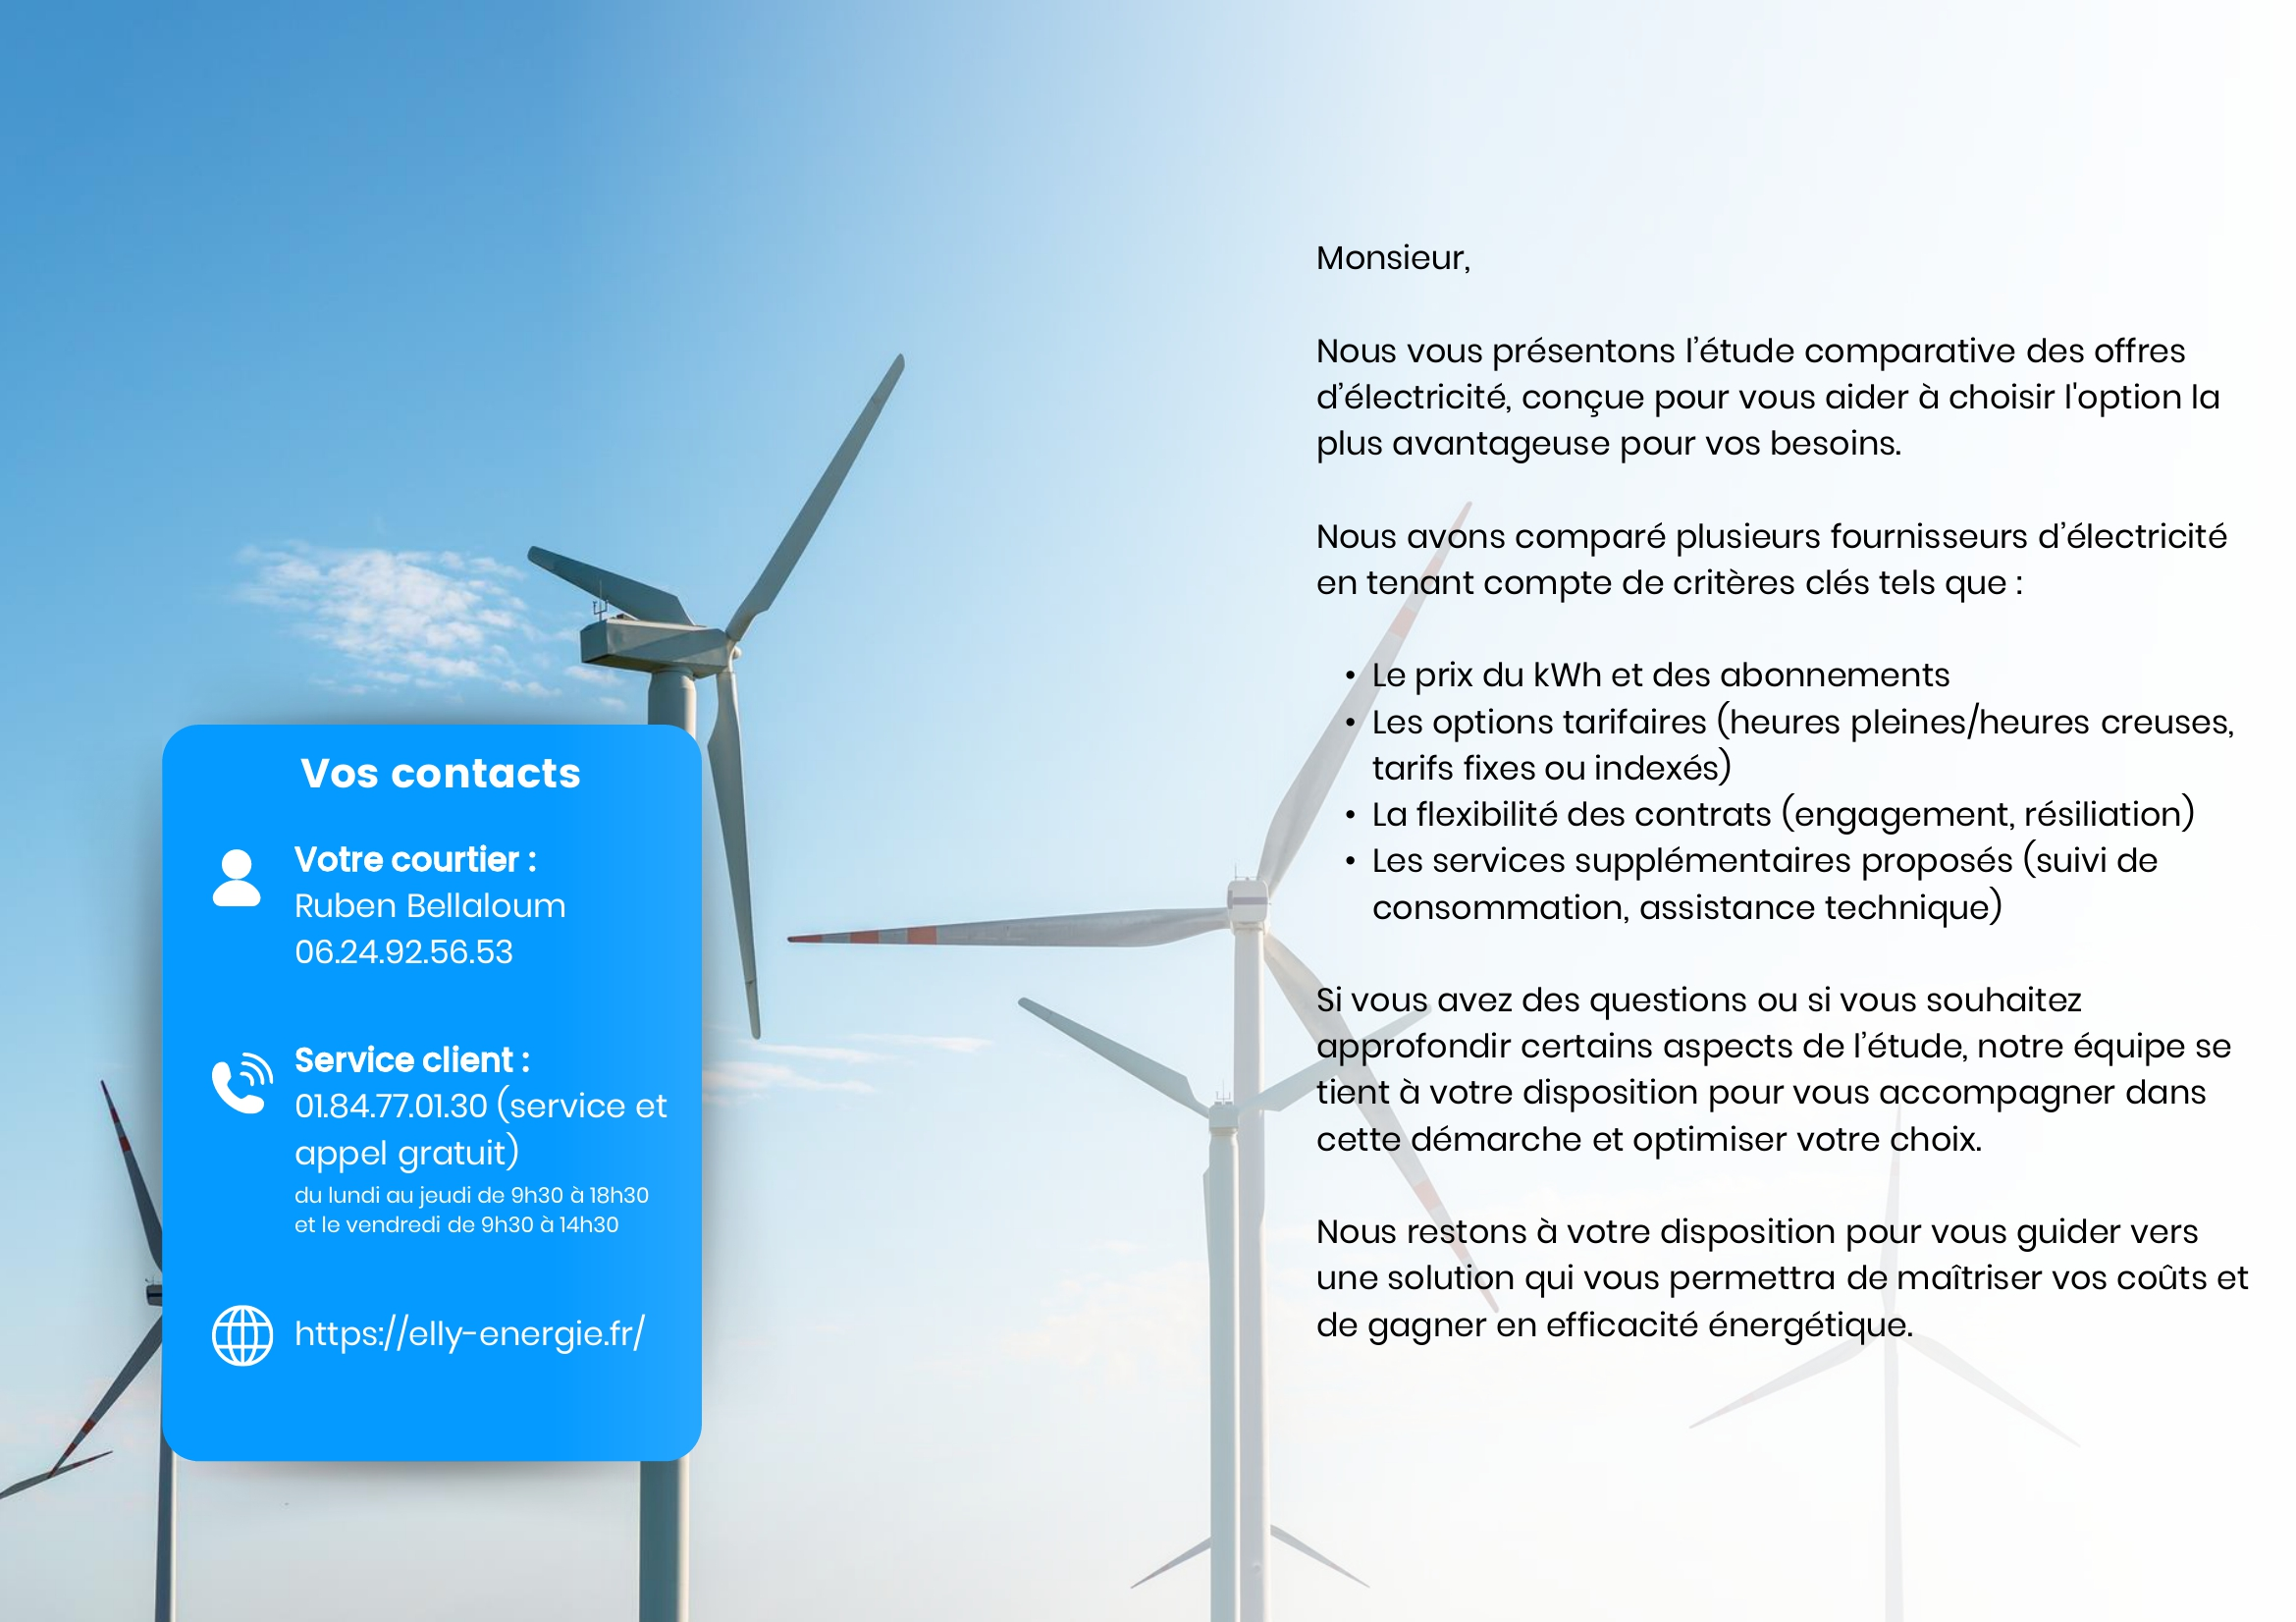 Vos contacts
Votre courtier :
Ruben Bellaloum
06.24.92.56.53
Service client :
01.84.77.01.30 (service et
appel gratuit)
du lundi au jeudi de 9h30 à 18h30
et le vendredi de 9h30 à 14h30
https://elly-energie.fr/
Monsieur,
Nous vous présentons l’étude comparative des offres
d’électricité, conçue pour vous aider à choisir l'option la
plus avantageuse pour vos besoins.
Nous avons comparé plusieurs fournisseurs d’électricité
en tenant compte de critères clés tels que :
• Le prix du kWh et des abonnements
• Les options tarifaires (heures pleines/heures creuses,
tarifs fixes ou indexés)
• La flexibilité des contrats (engagement, résiliation)
• Les services supplémentaires proposés (suivi de
consommation, assistance technique)
Si vous avez des questions ou si vous souhaitez
approfondir certains aspects de l’étude, notre équipe se
tient à votre disposition pour vous accompagner dans
cette démarche et optimiser votre choix.
Nous restons à votre disposition pour vous guider vers
une solution qui vous permettra de maîtriser vos coûts et
de gagner en efficacité énergétique.